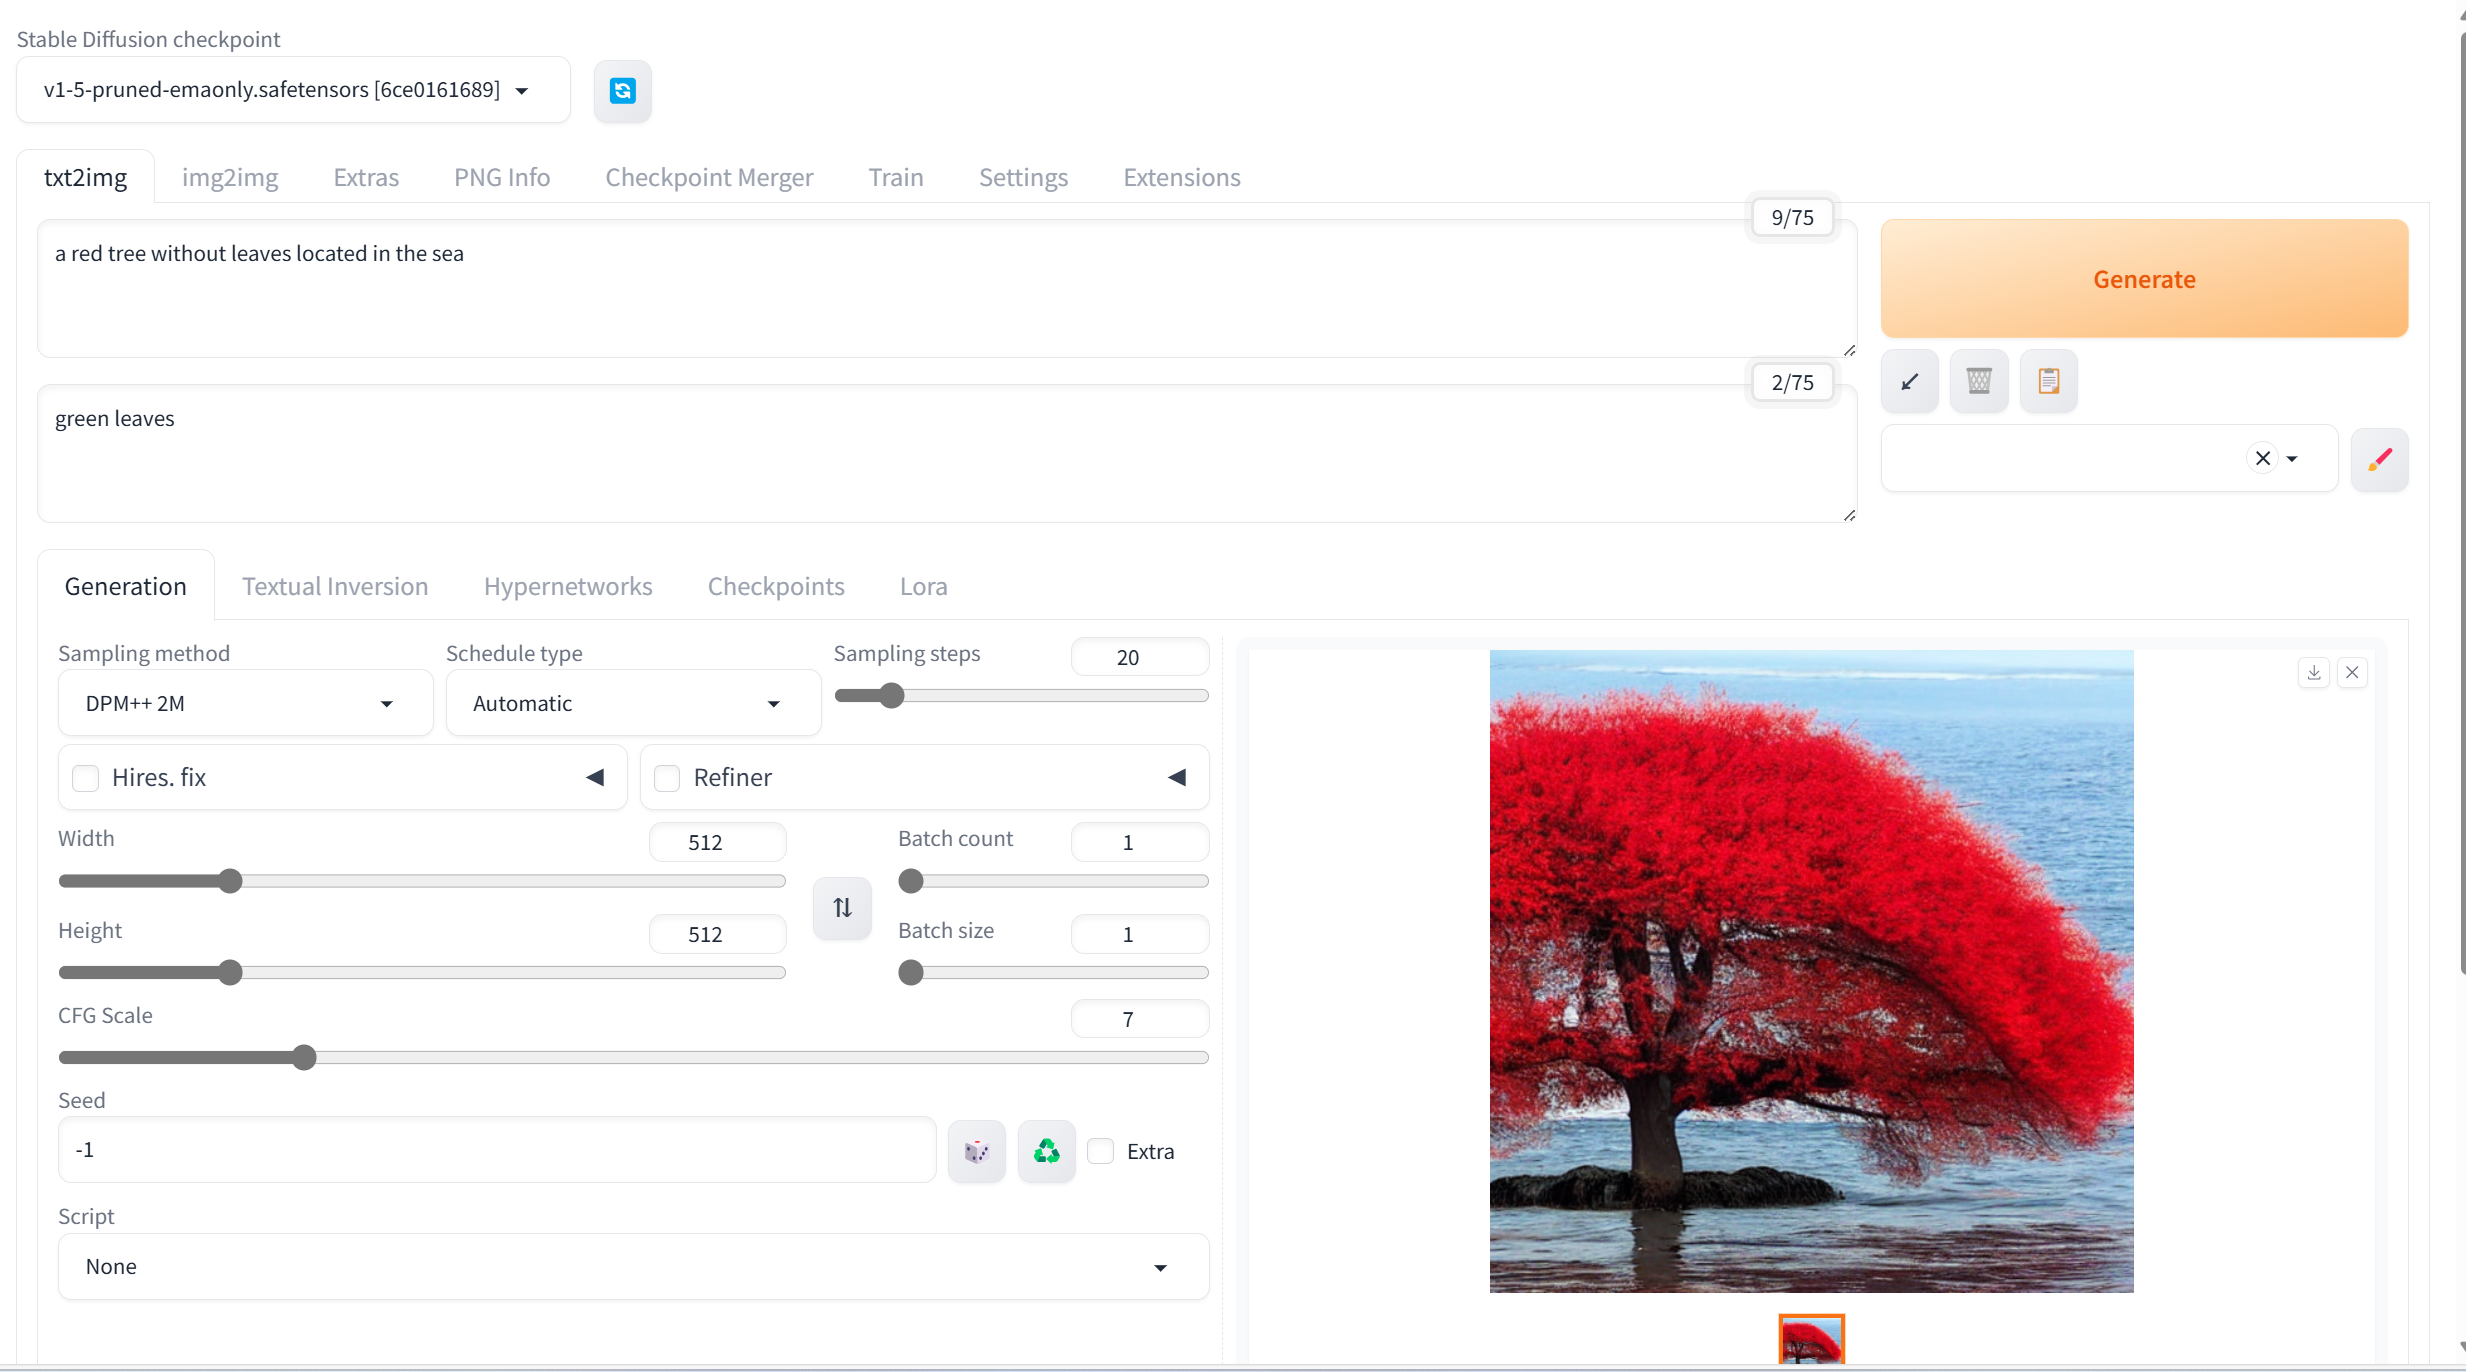 Stable Diffusion checkpoint
v1-5-pruned-emaonly.safetensors [6ce0161689]
txt2img
img2img
Extras
PNG Info
Checkpoint Merger
Train
Settings
Extensions
9/75
a red tree without leaves located in the sea
Generate
2/75
green leaves
Generation
Textual Inversion
Hypernetworks
Checkpoints
Lora
Sampling method
DPM++ 2M
Schedule type
Automatic
Sampling steps
20
Hires. fix
Refiner
Width
512
Batch count
1
Height
512
Batch size
1
CFG Scale
7
Seed
-1
Extra
Script
None